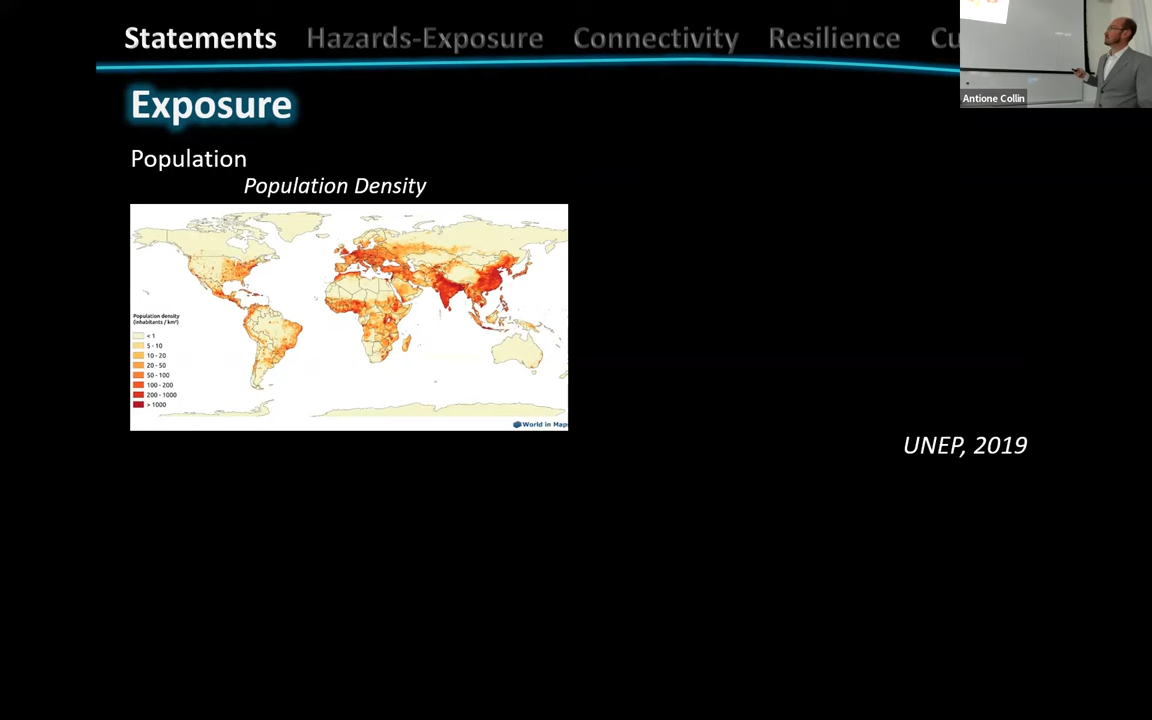 Statements Hazards-Exposure Connectivity Resilience Cu
Antione Collin
Exposure
Population
Population Density
Population density
(inhabitants / km²)
< 1
5 - 10
10 - 20
20 - 50
50 - 100
100 - 200
200 - 1000
> 1000
World in Maps
UNEP, 2019